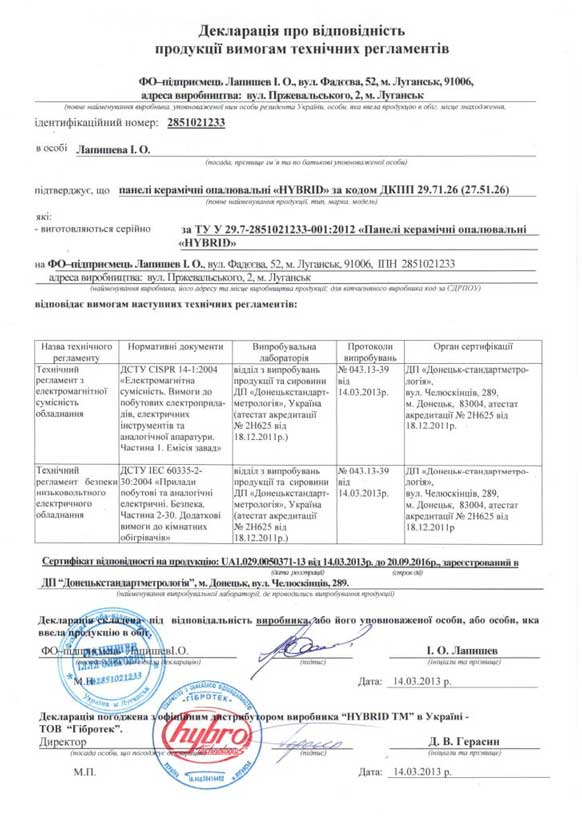 Декларація про відповідність
продукції вимогам технічних регламентів
ФО–підприємець Лапишев І. О., вул. Фадєєва, 52, м. Луганськ, 91006,
адреса виробництва: вул. Пржевальського, 2, м. Луганськ
(повне найменування виробника, уповноваженої ним особи резидента України, особи, яка ввела продукцію в обіг, місце знаходження,
ідентифікаційний номер: 2851021233
в особі Лапишева І. О.
(посада, прізвище ім'я та по батькові уповноваженої особи)
підтверджує, що панелі керамічні опалювальні «HYBRID» за кодом ДКПП 29.71.26 (27.51.26)
(повне найменування продукції, тип, марка, модель)
які:
- виготовляються серійно за ТУ У 29.7-2851021233-001:2012 «Панелі керамічні опалювальні
«HYBRID»
на ФО–підприємець Лапишев І. О., вул. Фадєєва, 52, м. Луганськ, 91006, ІПН 2851021233
адреса виробництва: вул. Пржевальського, 2, м. Луганськ
(найменування виробника, його адресу та місце виробництва продукції; для вітчизняного виробника код за ЄДРПОУ)
відповідає вимогам наступних технічних регламентів:
Назва технічного регламенту
Нормативні документи
Випробувальна лабораторія
Протоколи випробувань
Орган сертифікації
Технічний
регламент з
електромагнітної
сумісність
обладнання
ДСТУ CISPR 14-1:2004
«Електромагнітна
сумісність. Вимоги до
побутових електроприла-
дів, електричних
інструментів та
аналогічної апаратури.
Частина 1. Емісія завад»
відділ з випробувань
продукції та сировини
ДП «Донецькстандарт-
метрологія», Україна
(атестат акредитації
№ 2Н625 від
18.12.2011р.)
№ 043.13-39
від
14.03.2013р.
ДП «Донецьк-стандартметро-
логія»,
вул. Челюскінців, 289,
м. Донецьк, 83004, атестат
акредитації № 2Н625 від
18.12.2011р.
Технічний
регламент безпеки
низьковольтного
електричного
обладнання
ДСТУ IEC 60335-2-
30:2004 «Прилади
побутові та аналогічні
електричні. Безпека.
Частина 2-30. Додаткові
вимоги до кімнатних
обігрівачів»
відділ з випробувань
продукції та сировини
ДП «Донецькстандарт-
метрологія», Україна
(атестат акредитації
№ 2Н625 від
18.12.2011р.)
№ 043.13-39
від
14.03.2013р.
ДП «Донецьк-стандартметро-
логія»,
вул. Челюскінців, 289,
м. Донецьк, 83004, атестат
акредитації № 2Н625 від
18.12.2011р
Сертифікат відповідності на продукцію: UA1.029.0050371-13 від 14.03.2013р. до 20.09.2016р., зареєстрований в
(дата реєстрації) (строк дії)
ДП “Донецькстандартметрологія”, м. Донецьк, вул. Челюскінців, 289.
(найменування випробувальної лабораторії, де проводились випробування продукції)
Декларація складена під відповідальність виробника, або його уповноваженої особи, або особи, яка
ввела продукцію в обіг,
ФО–підприємець ЛапишевІ.О. І. О. Лапишев
(підпис) (ініціали та прізвище)
М.П. Дата: 14.03.2013 р.
Декларація погоджена з офіційним дистрибутором виробника “HYBRID TM” в Україні -
ТОВ “Гібротек”.
Директор Д. В. Герасин
(посада особи, що погоджує декларацію) (підпис) (ініціали та прізвище)
М.П. Дата: 14.03.2013 р.
ЛАПИШЕВ
2851021233
"ГІБРОТЕК"
hybro